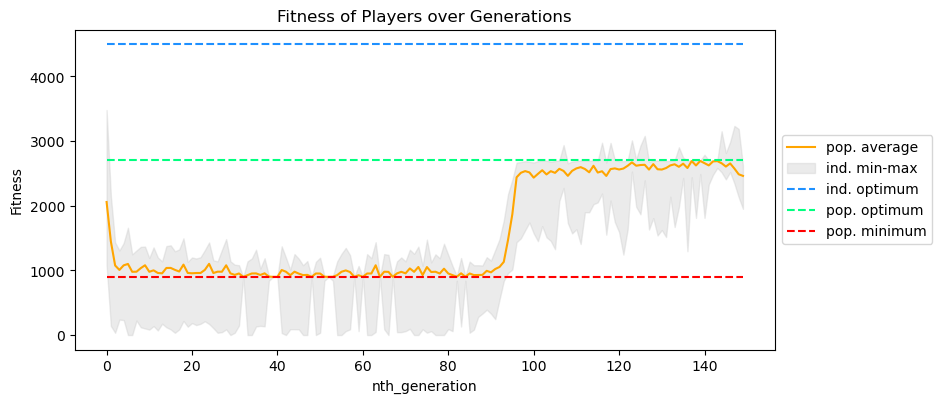 Fitness of Players over Generations
Fitness
4000
3000
2000
1000
0
0 20 40 60 80 100 120 140
nth_generation
pop. average
ind. min-max
ind. optimum
pop. optimum
pop. minimum